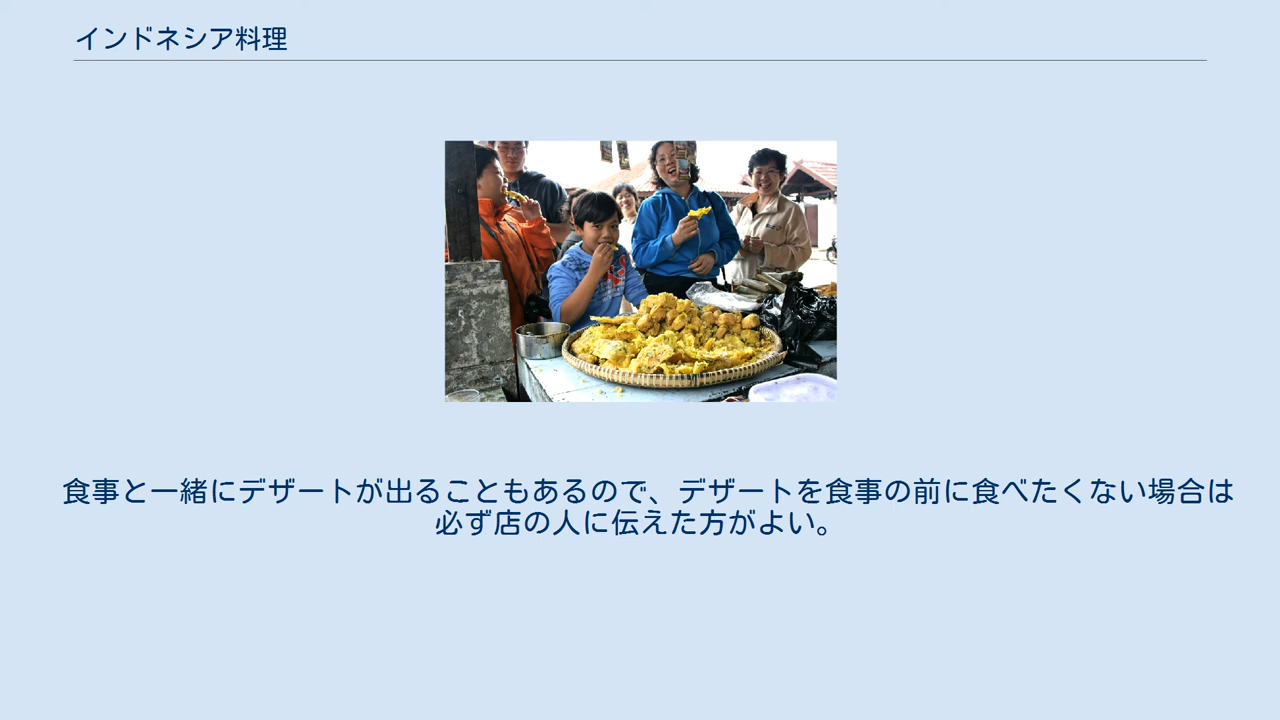 インドネシア料理
食事と一緒にデザートが出ることもあるので、デザートを食事の前に食べたくない場合は
必ず店の人に伝えた方がよい。